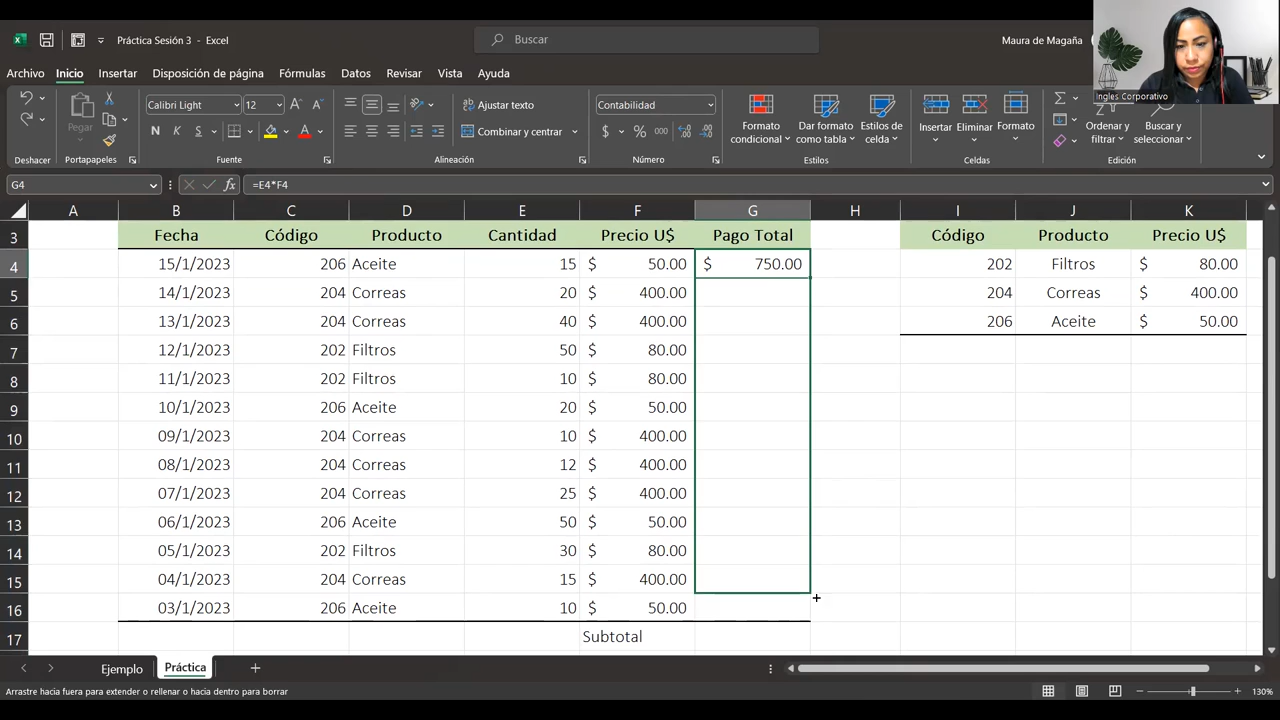 Práctica Sesión 3 - Excel
Buscar
Maura de Magaña
Ingles Corporativo
Archivo Inicio Insertar Disposición de página Fórmulas Datos Revisar Vista Ayuda
Pegar
Calibri Light 12
N K S
Ajustar texto
Combinar y centrar
Contabilidad
$ % 000
Formato condicional
Dar formato como tabla
Estilos de celda
Insertar
Eliminar
Formato
Ordenar y filtrar
Buscar y seleccionar
Deshacer Portapapeles Fuente Alineación Número Estilos Celdas Edición
G4 fx =E4*F4
A B C D E F G H I J K
3 Fecha Código Producto Cantidad Precio U$ Pago Total Código Producto Precio U$
4 15/1/2023 206 Aceite 15 $ 50.00 $ 750.00 202 Filtros $ 80.00
5 14/1/2023 204 Correas 20 $ 400.00 204 Correas $ 400.00
6 13/1/2023 204 Correas 40 $ 400.00 206 Aceite $ 50.00
7 12/1/2023 202 Filtros 50 $ 80.00
8 11/1/2023 202 Filtros 10 $ 80.00
9 10/1/2023 206 Aceite 20 $ 50.00
10 09/1/2023 204 Correas 10 $ 400.00
11 08/1/2023 204 Correas 12 $ 400.00
12 07/1/2023 204 Correas 25 $ 400.00
13 06/1/2023 206 Aceite 50 $ 50.00
14 05/1/2023 202 Filtros 30 $ 80.00
15 04/1/2023 204 Correas 15 $ 400.00
16 03/1/2023 206 Aceite 10 $ 50.00
17 Subtotal
Ejemplo Práctica
Arrastre hacia fuera para extender o rellenar o hacia dentro para borrar
130%